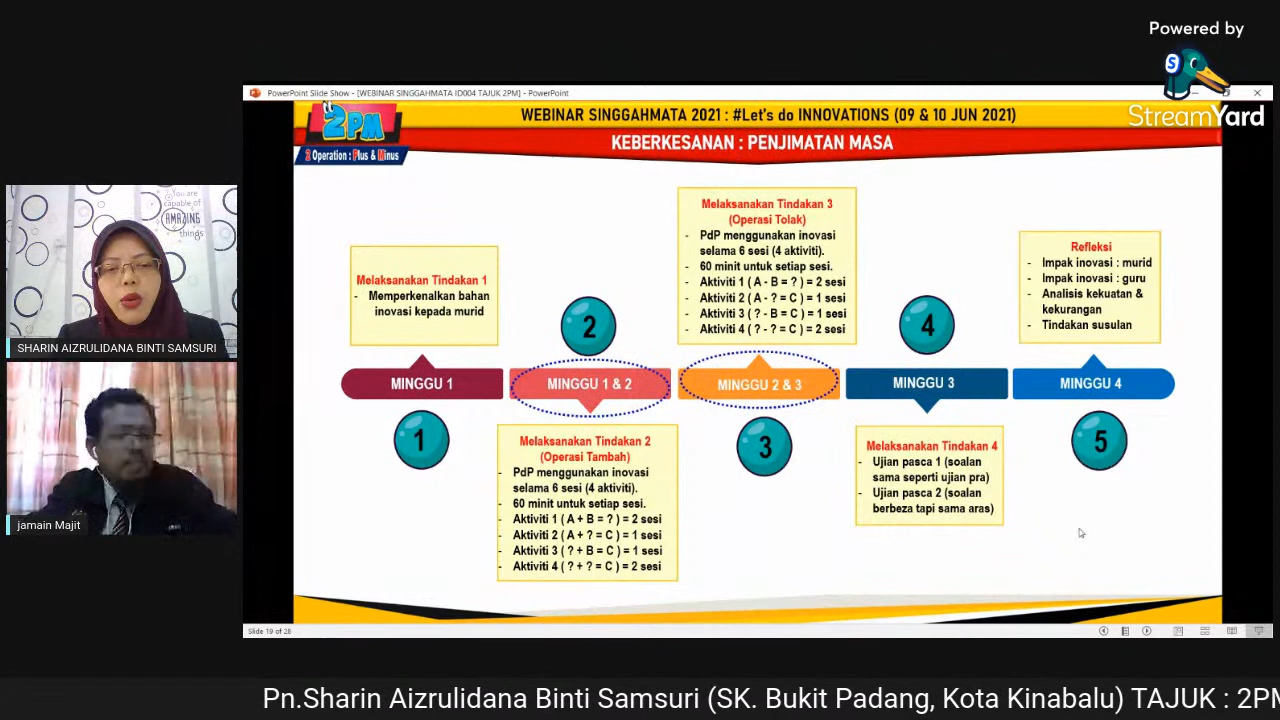 Powered by
StreamYard
PowerPoint Slide Show - [WEBINAR SINGGAHMATA ID004 TAJUK 2PM] - PowerPoint
2PM
2 Operation : Plus & Minus
WEBINAR SINGGAHMATA 2021 : #Let's do INNOVATIONS (09 & 10 JUN 2021)
KEBERKESANAN : PENJIMATAN MASA
You are
capable of
AMAZING
things
SHARIN AIZRULIDANA BINTI SAMSURI
jamain Majit
Melaksanakan Tindakan 1
- Memperkenalkan bahan
inovasi kepada murid
MINGGU 1
1
2
MINGGU 1 & 2
Melaksanakan Tindakan 2
(Operasi Tambah)
- PdP menggunakan inovasi
selama 6 sesi (4 aktiviti).
- 60 minit untuk setiap sesi.
- Aktiviti 1 ( A + B = ? ) = 2 sesi
- Aktiviti 2 ( A + ? = C ) = 1 sesi
- Aktiviti 3 ( ? + B = C ) = 1 sesi
- Aktiviti 4 ( ? + ? = C ) = 2 sesi
Melaksanakan Tindakan 3
(Operasi Tolak)
- PdP menggunakan inovasi
selama 6 sesi (4 aktiviti).
- 60 minit untuk setiap sesi.
- Aktiviti 1 ( A - B = ? ) = 2 sesi
- Aktiviti 2 ( A - ? = C ) = 1 sesi
- Aktiviti 3 ( ? - B = C ) = 1 sesi
- Aktiviti 4 ( ? - ? = C ) = 2 sesi
MINGGU 2 & 3
3
4
MINGGU 3
Melaksanakan Tindakan 4
- Ujian pasca 1 (soalan
sama seperti ujian pra)
- Ujian pasca 2 (soalan
berbeza tapi sama aras)
Refleksi
- Impak inovasi : murid
- Impak inovasi : guru
- Analisis kekuatan &
kekurangan
- Tindakan susulan
MINGGU 4
5
Slide 19 of 28
Pn.Sharin Aizrulidana Binti Samsuri (SK. Bukit Padang, Kota Kinabalu) TAJUK : 2PM